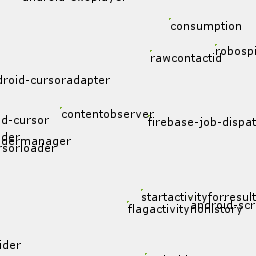 android-exoplayer
consumption
robospi
rawcontactid
droid-cursoradapter
contentobserver
d-cursor
firebase-job-dispat
der
dermanager
sorloader
startactivityforresult
android-scr
flagactivitynohistory
ider